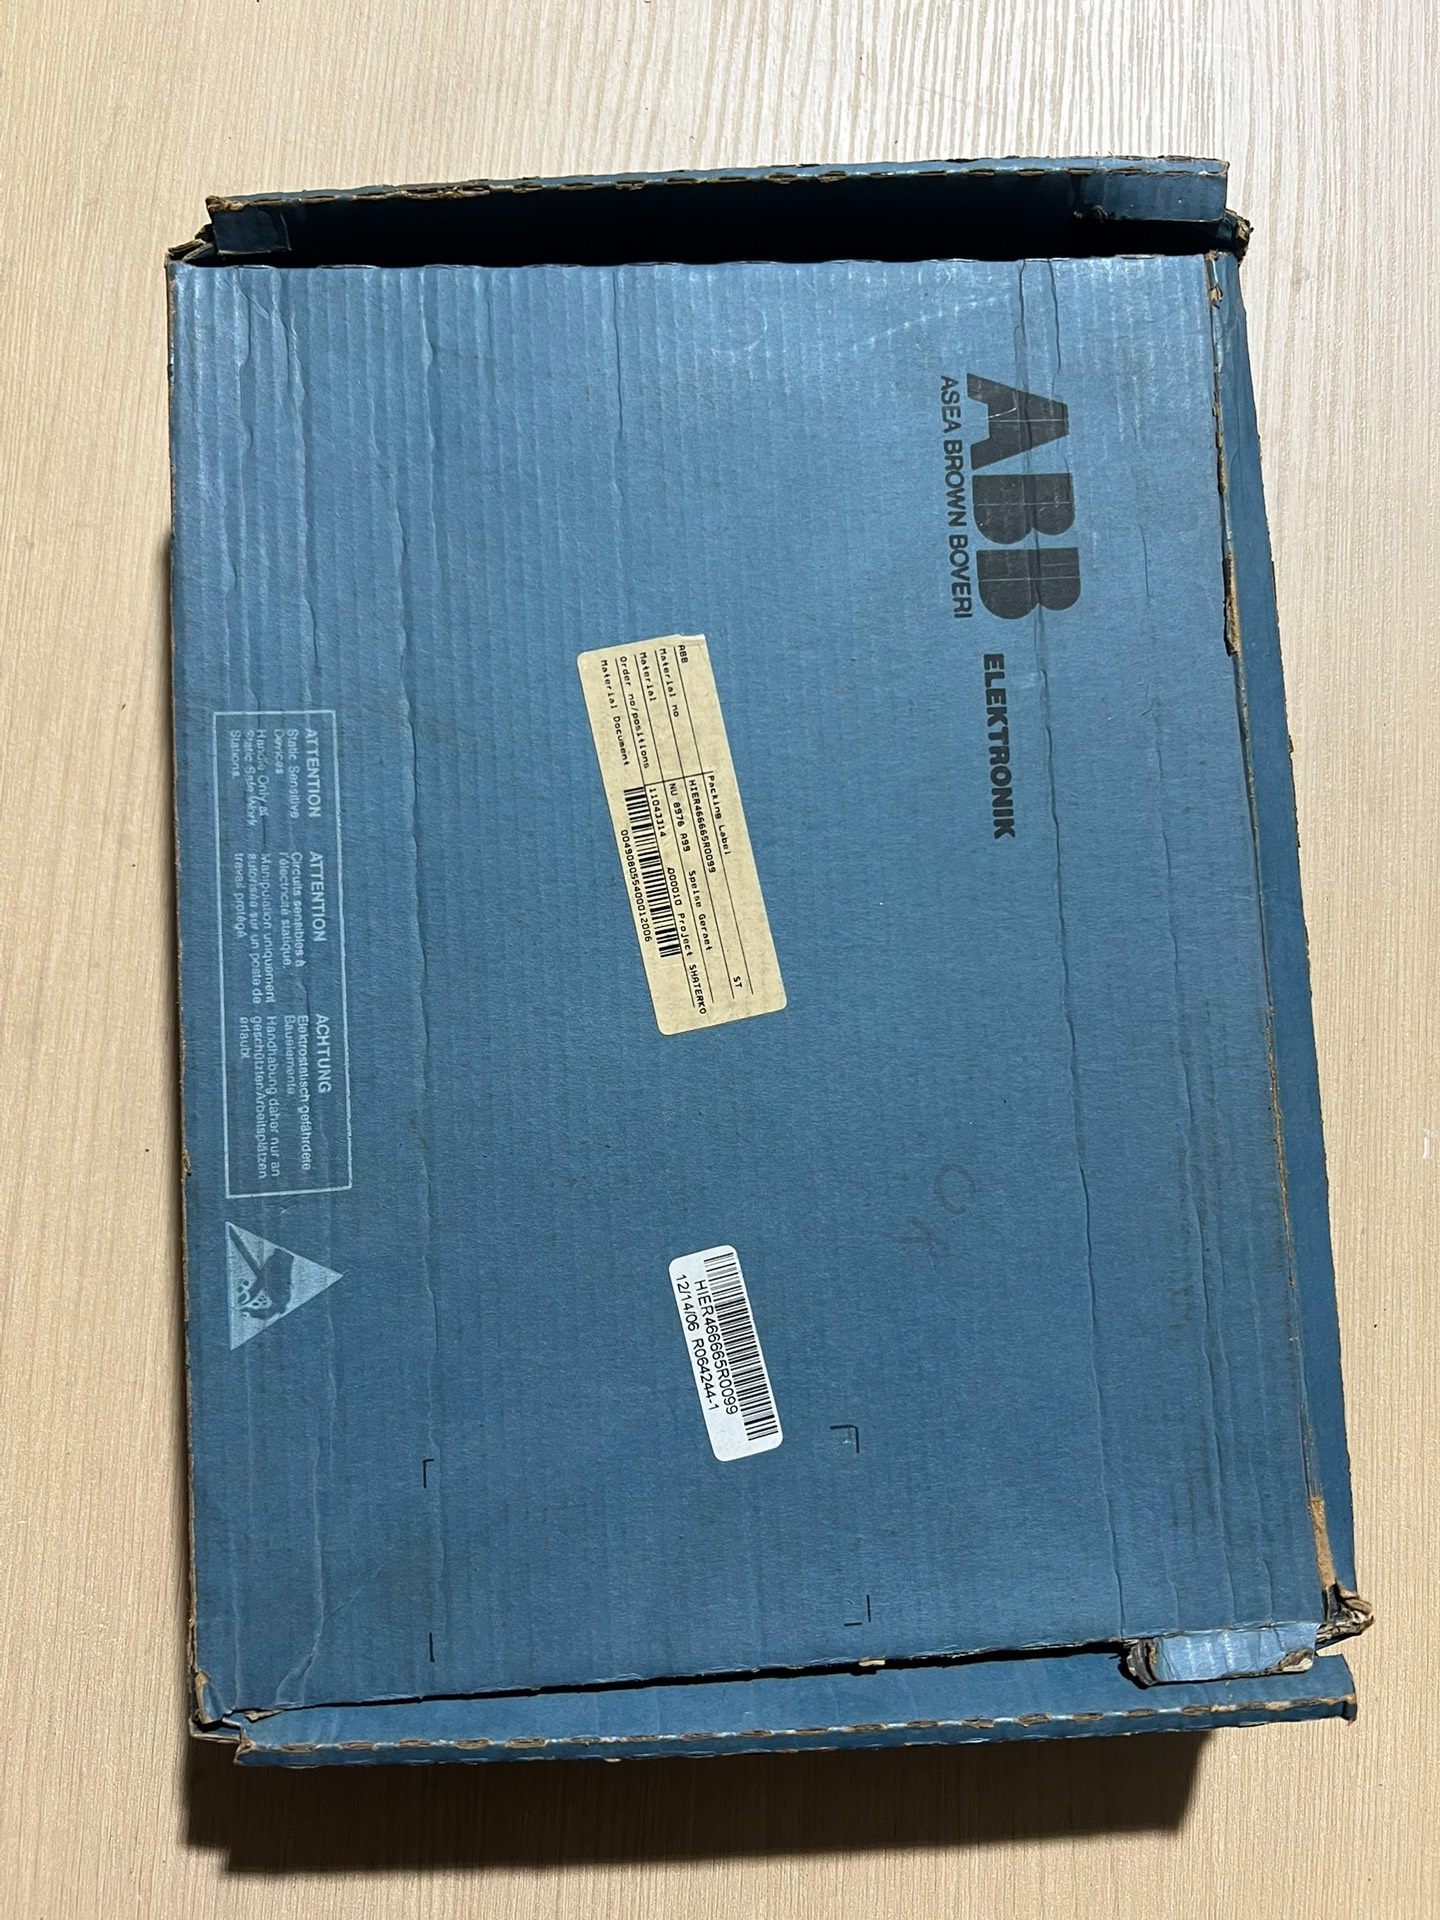 ABB
ASEA BROWN BOVERI
ELEKTRONIK
ABB
Packing Label
Material no
HIER466665R0099
ST
Material
NU 8976 A99 Speise Geraet
Order no/positions
11043314 000010 Project SHATERKO
Material Document
004908055400012006
HIER466665R0099
12/14/06 R064244-1
ATTENTION
Static Sensitive
Devices
Handle Only at
Static Safe Work
Stations.
ATTENTION
Circuits sensibles à
l'électricité statique.
Manipulation uniquement
autorisée sur un poste de
travail protégé.
ACHTUNG
Elektrostatisch gefährdete
Bauelemente.
Handhabung daher nur an
geschützten Arbeitsplätzen
erlaubt.